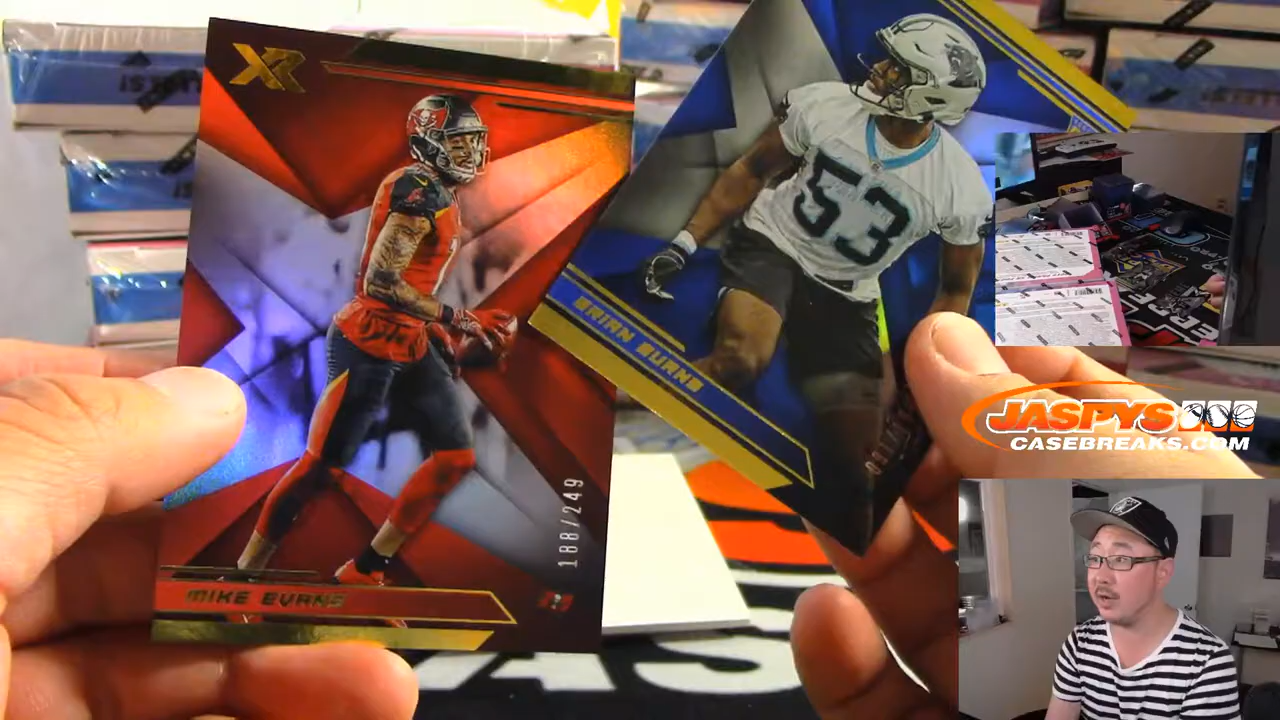 XR
MIKE EVANS
188/249
53
BRIAN BURNS
JASPYS
CASEBREAKS.COM